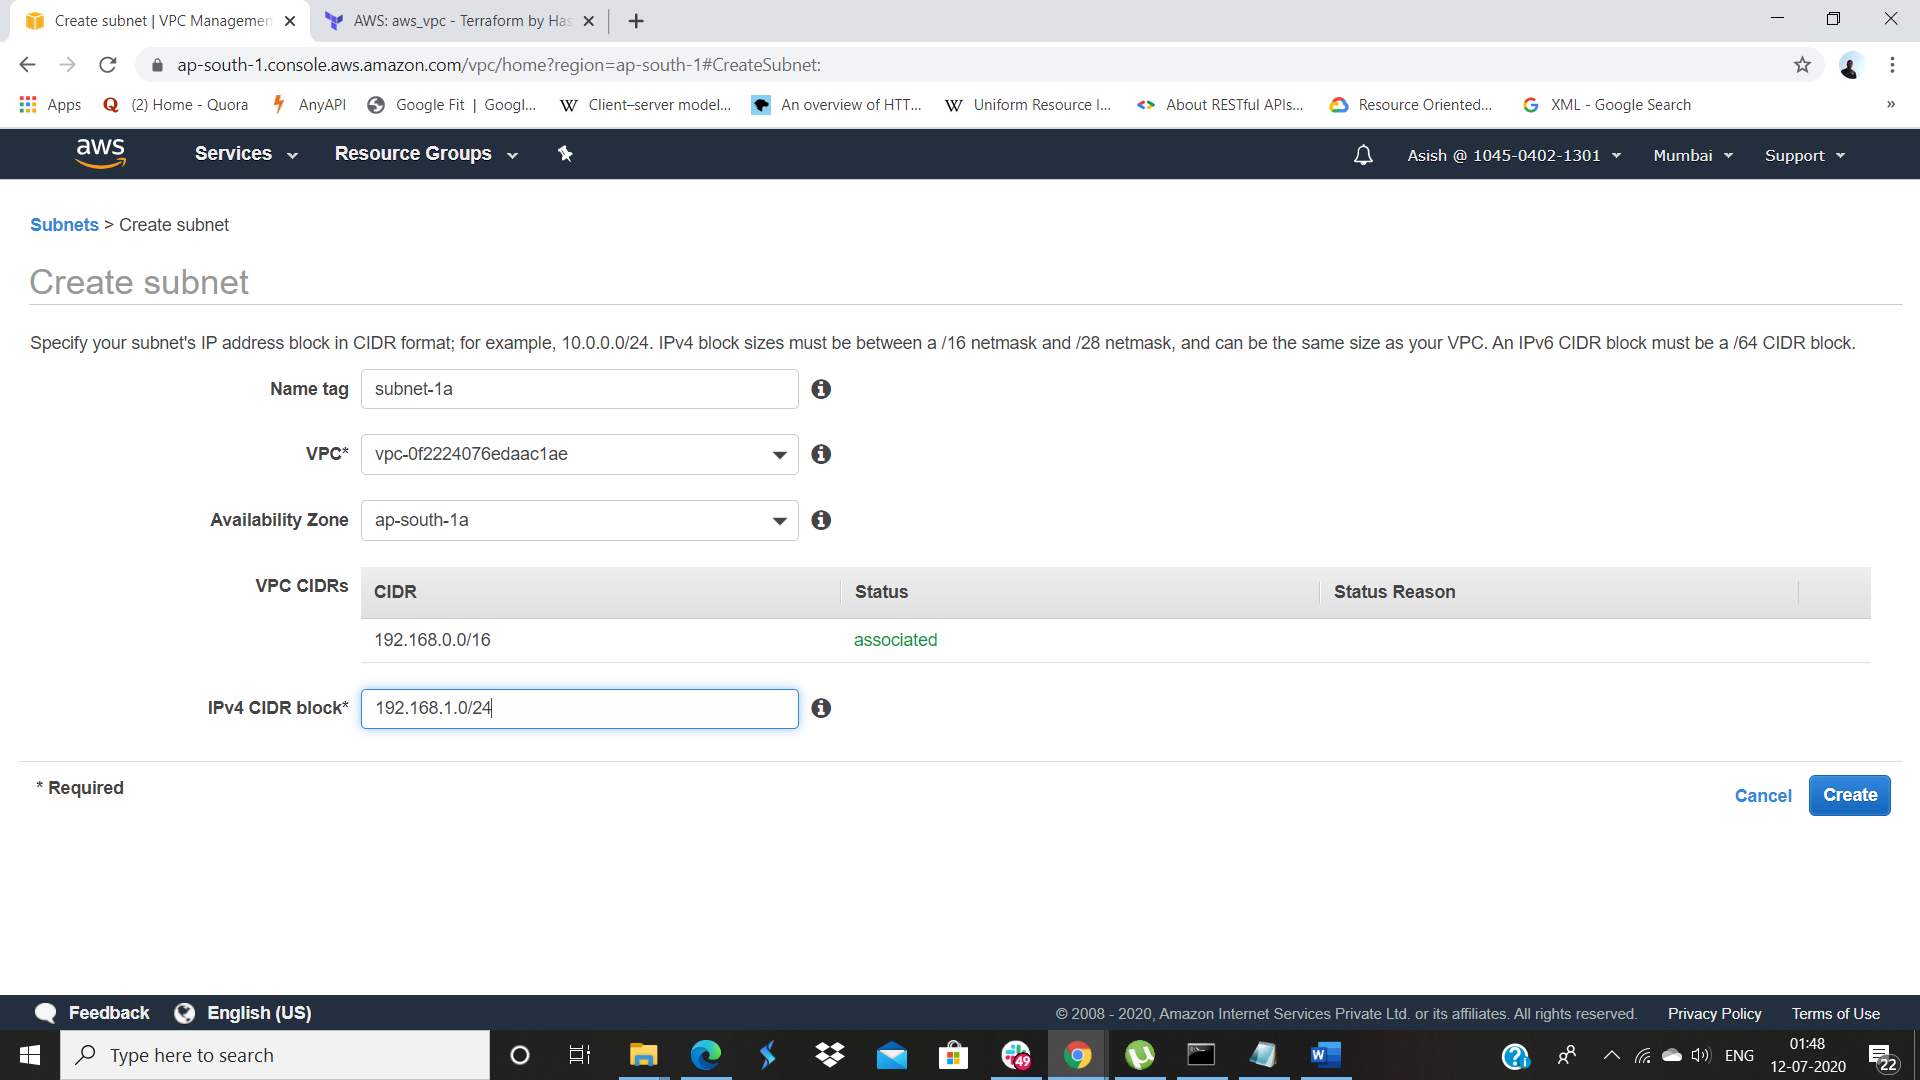 Create subnet | VPC Managemen
AWS: aws_vpc - Terraform by Has
ap-south-1.console.aws.amazon.com/vpc/home?region=ap-south-1#CreateSubnet:
Apps
(2) Home - Quora
AnyAPI
Google Fit | Googl...
Client–server model...
An overview of HTT...
Uniform Resource I...
About RESTful APIs...
Resource Oriented...
XML - Google Search
»
aws
Services
Resource Groups
Asish @ 1045-0402-1301
Mumbai
Support
Subnets > Create subnet
Create subnet
Specify your subnet's IP address block in CIDR format; for example, 10.0.0.0/24. IPv4 block sizes must be between a /16 netmask and /28 netmask, and can be the same size as your VPC. An IPv6 CIDR block must be a /64 CIDR block.
Name tag subnet-1a
VPC* vpc-0f2224076edaac1ae
Availability Zone ap-south-1a
VPC CIDRs CIDR Status Status Reason
192.168.0.0/16 associated
IPv4 CIDR block* 192.168.1.0/24
* Required
Cancel Create
Feedback English (US)
© 2008 - 2020, Amazon Internet Services Private Ltd. or its affiliates. All rights reserved. Privacy Policy Terms of Use
Type here to search
49
ENG
01:48
12-07-2020
22